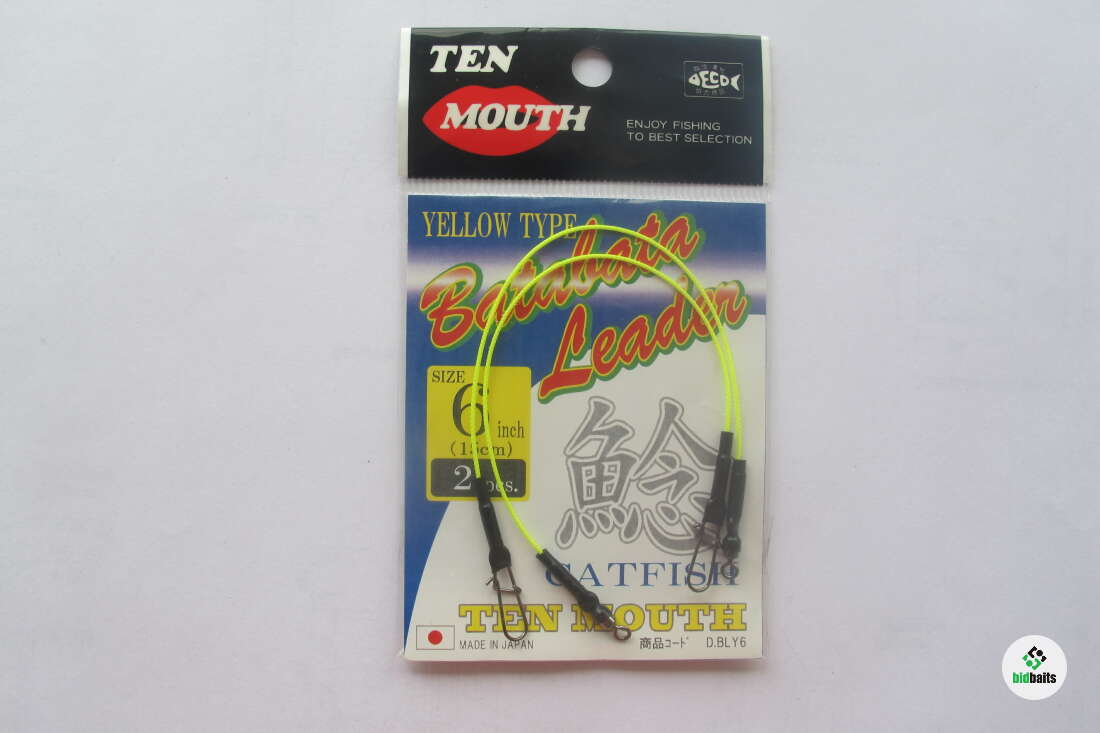 TEN
MOUTH
DECO
ENJOY FISHING
TO BEST SELECTION
YELLOW TYPE
Batabata
Leader
SIZE
6 inch
(15cm)
2 pcs.
鯰
CATFISH
TEN MOUTH
MADE IN JAPAN
商品コード D.BLY6
bidbaits